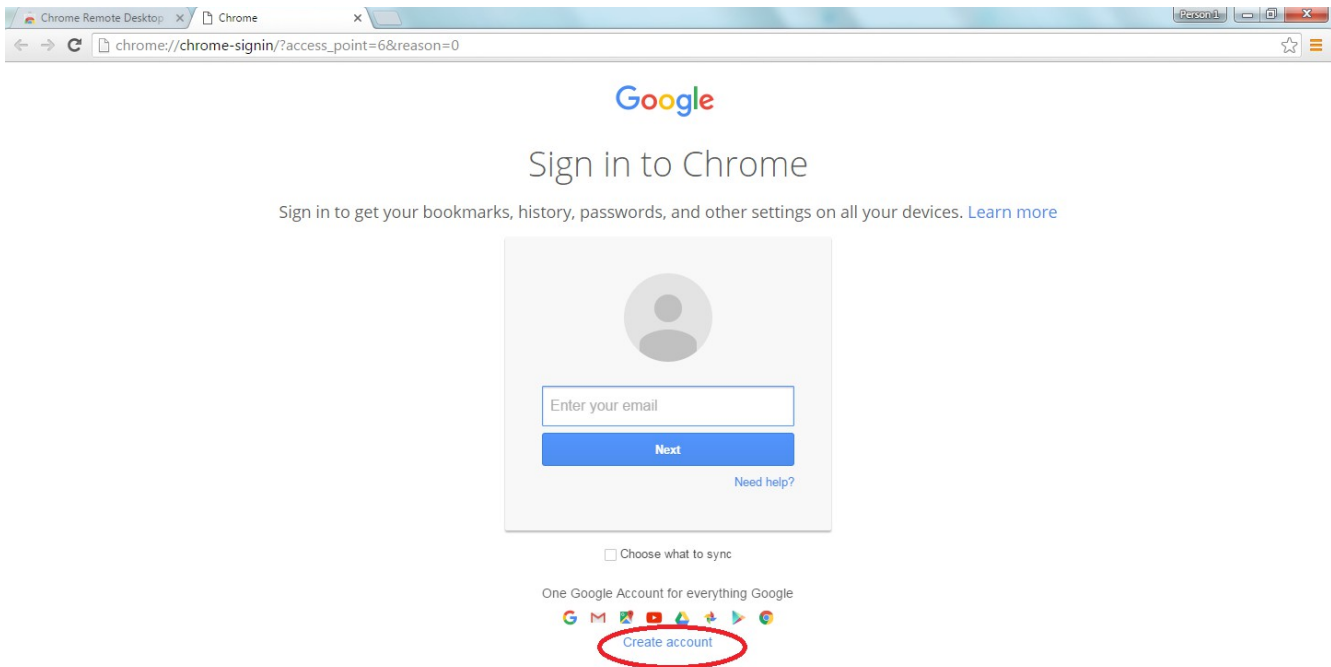 Chrome Remote Desktop
Chrome
Person 1
chrome://chrome-signin/?access_point=6&reason=0
Google
Sign in to Chrome
Sign in to get your bookmarks, history, passwords, and other settings on all your devices. Learn more
Enter your email
Next
Need help?
Choose what to sync
One Google Account for everything Google
Create account